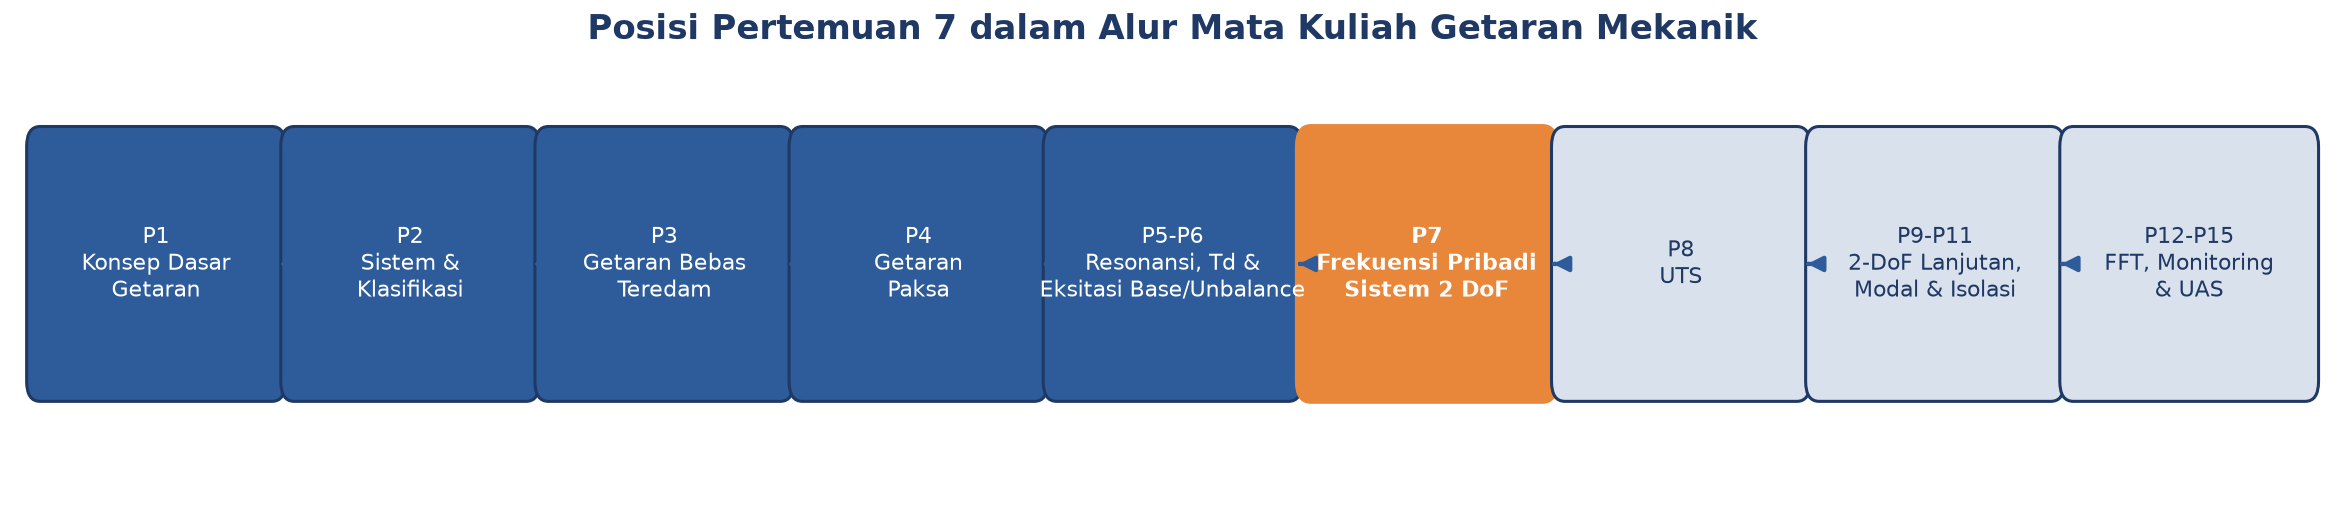 Posisi Pertemuan 7 dalam Alur Mata Kuliah Getaran Mekanik
P1
Konsep Dasar
Getaran
P2
Sistem &
Klasifikasi
P3
Getaran Bebas
Teredam
P4
Getaran
Paksa
P5-P6
Resonansi, Td &
Eksitasi Base/Unbalance
P7
Frekuensi Pribadi
Sistem 2 DoF
P8
UTS
P9-P11
2-DoF Lanjutan,
Modal & Isolasi
P12-P15
FFT, Monitoring
& UAS